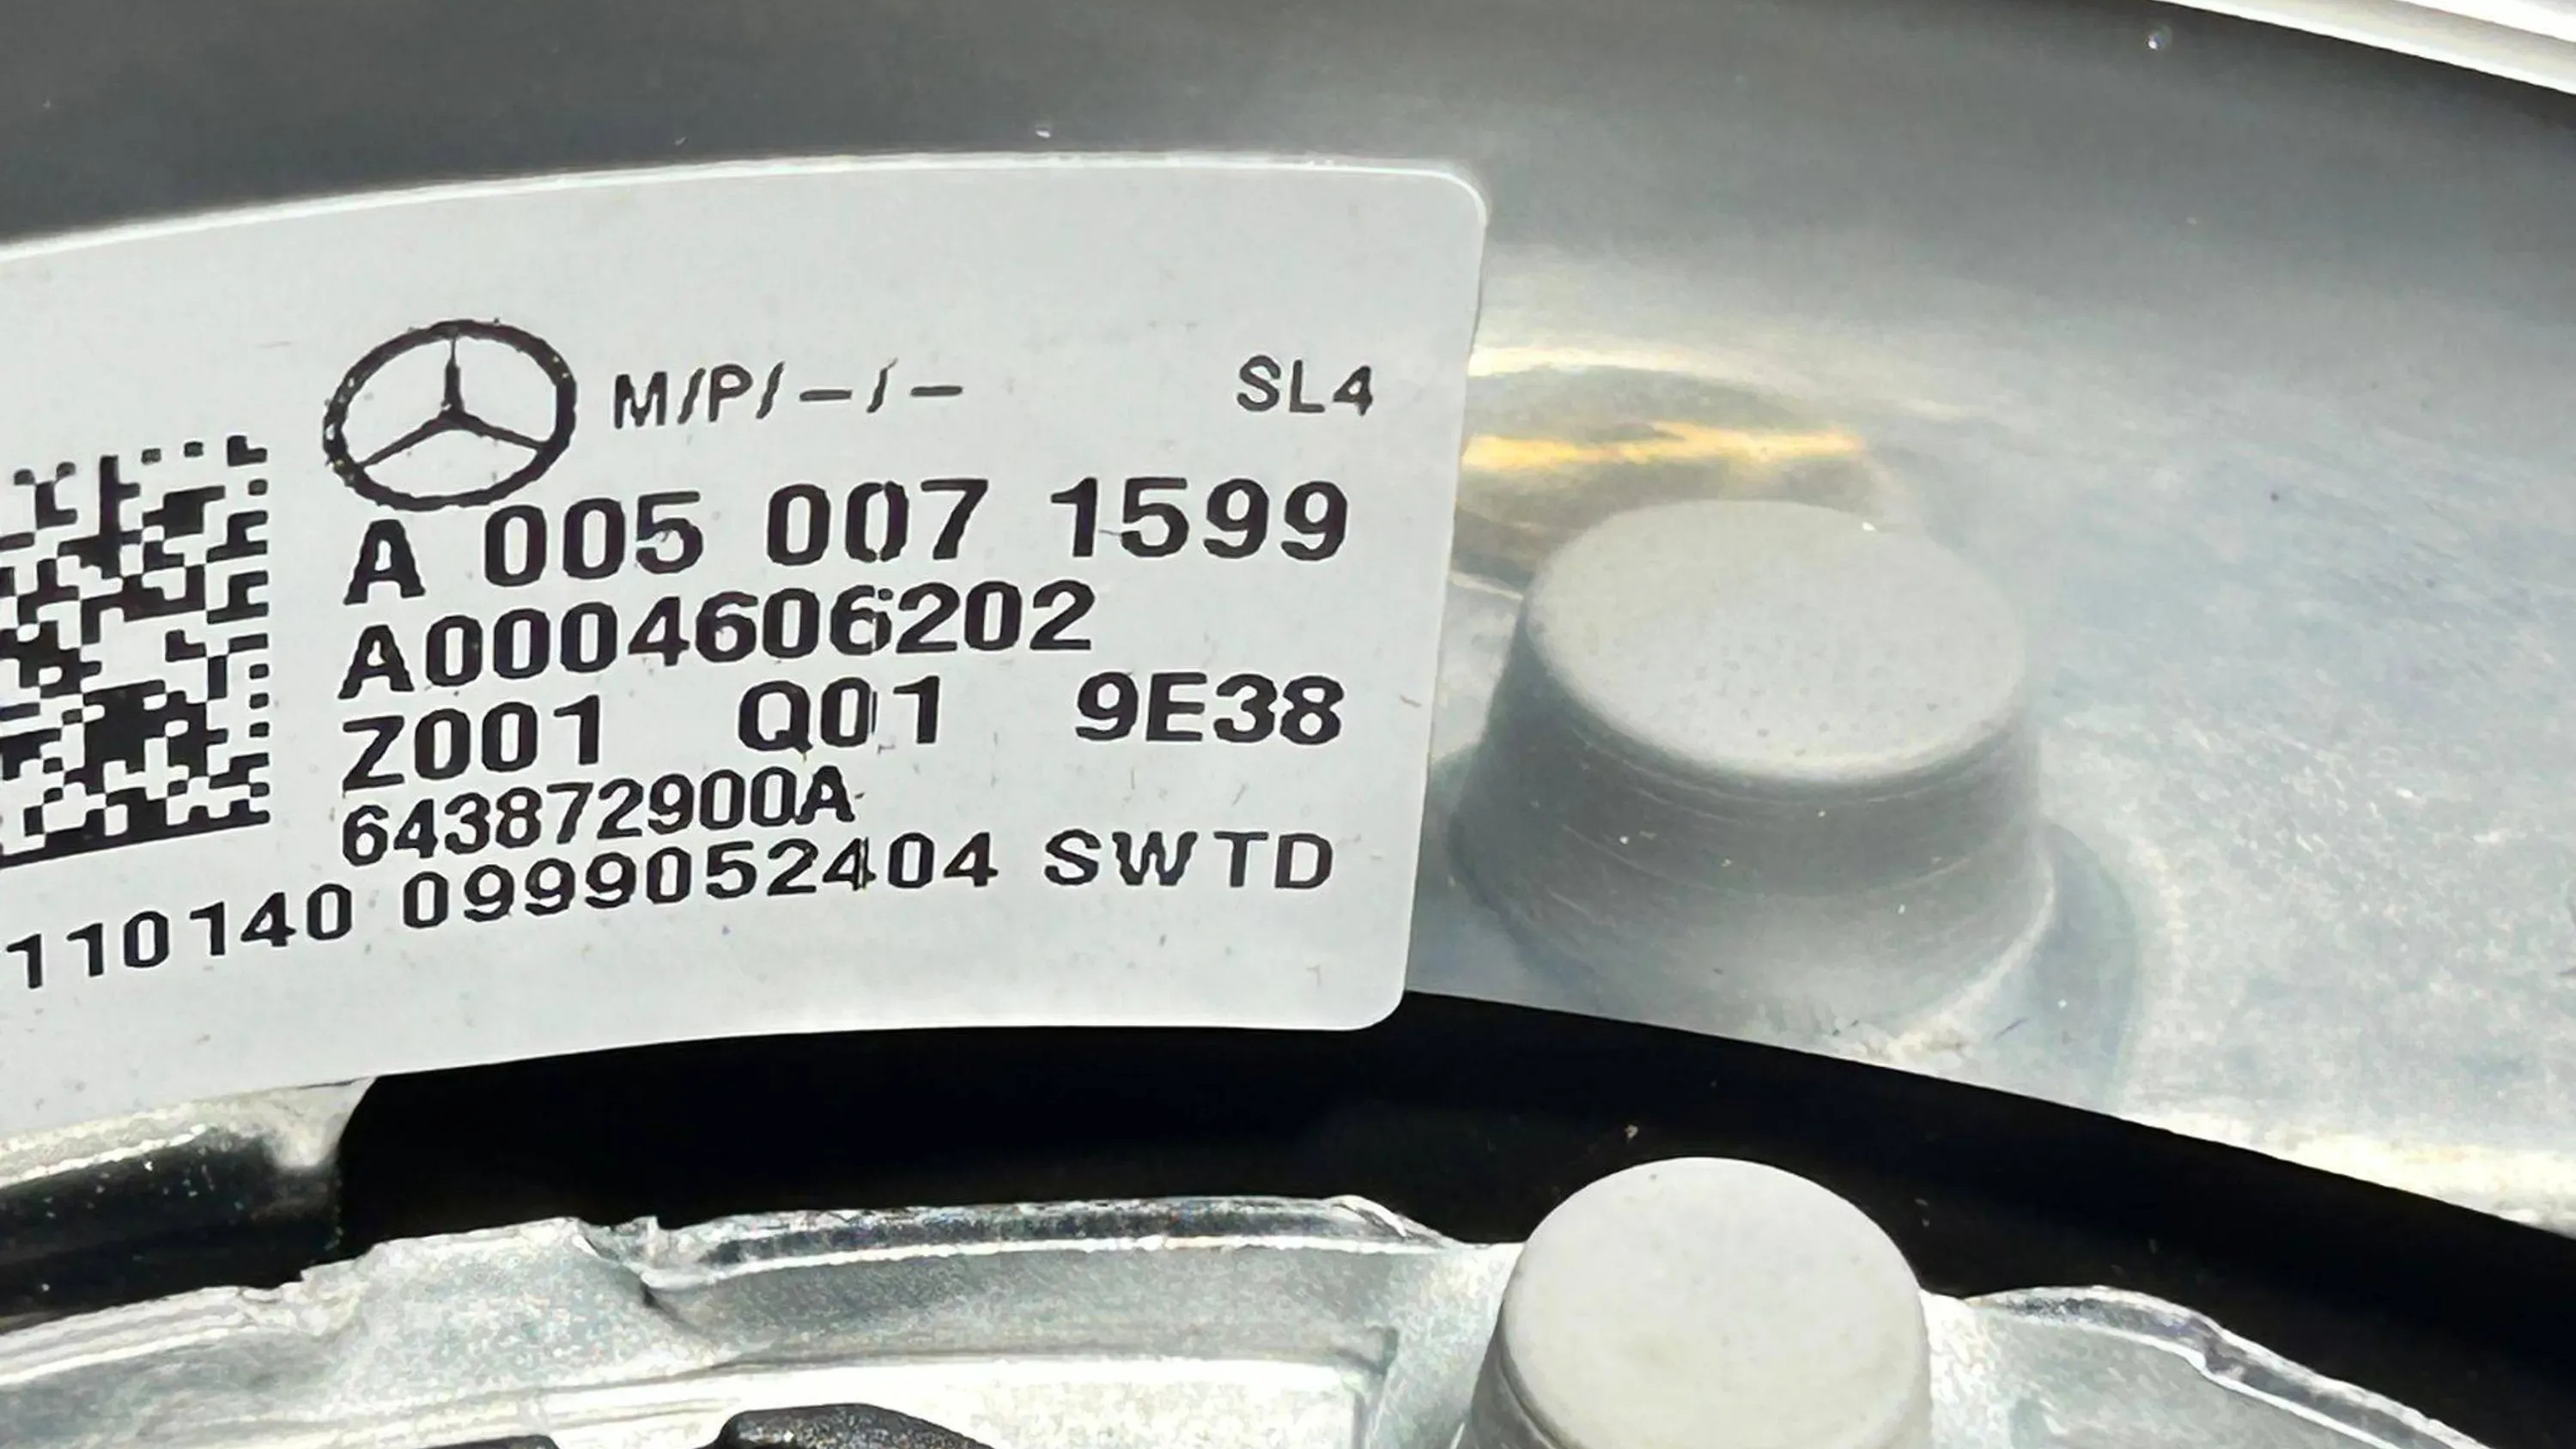 M/P/-/- SL4
A 005 007 1599
A0004606202
Z001 Q01 9E38
643872900A
110140 0999052404 SWTD